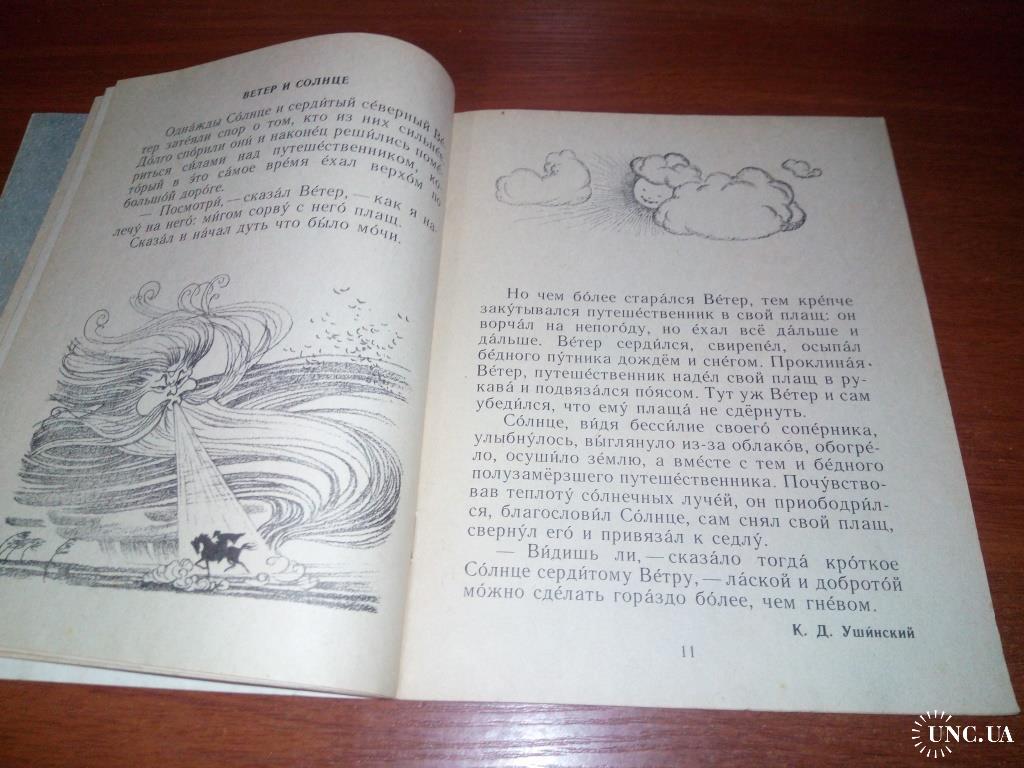 ВЕТЕР И СОЛНЦЕ
Одна́жды Со́лнце и серди́тый се́верный Ве́-
тер зате́яли спор о том, кто из них сильне́е.
До́лго спо́рили они́ и наконе́ц реши́лись поме́-
риться си́лами над путеше́ственником, ко-
то́рый в э́то са́мое вре́мя е́хал верхо́м по
большо́й доро́ге.
— Посмотри́, — сказа́л Ве́тер, — как я на-
лечу́ на него́: ми́гом сорву́ с него́ плащ.
Сказа́л и на́чал дуть что бы́ло мо́чи.
Но чем бо́лее стара́лся Ве́тер, тем кре́пче
заку́тывался путеше́ственник в свой плащ: он
ворча́л на непого́ду, но е́хал всё да́льше и
да́льше. Ве́тер серди́лся, свирепе́л, осыпа́л
бе́дного пу́тника дождём и сне́гом. Проклина́я
Ве́тер, путеше́ственник наде́л свой плащ в ру-
кава́ и подвяза́лся по́ясом. Тут уж Ве́тер и сам
убеди́лся, что ему́ плаща́ не сдёрнуть.
Со́лнце, ви́дя бесси́лие своего́ сопе́рника,
улыбну́лось, вы́глянуло из-за облако́в, обогре́-
ло, осуши́ло зе́млю, а вме́сте с тем и бе́дного
полузамёрзшего путеше́ственника. Почу́вство-
вав теплоту́ со́лнечных луче́й, он приободри́л-
ся, благослови́л Со́лнце, сам снял свой плащ,
сверну́л его́ и привяза́л к седлу́.
— Ви́дишь ли, — сказа́ло тогда́ кро́ткое
Со́лнце серди́тому Ве́тру, — ла́ской и доброто́й
мо́жно сде́лать гора́здо бо́лее, чем гне́вом.
К. Д. Уши́нский
11
UNC.UA